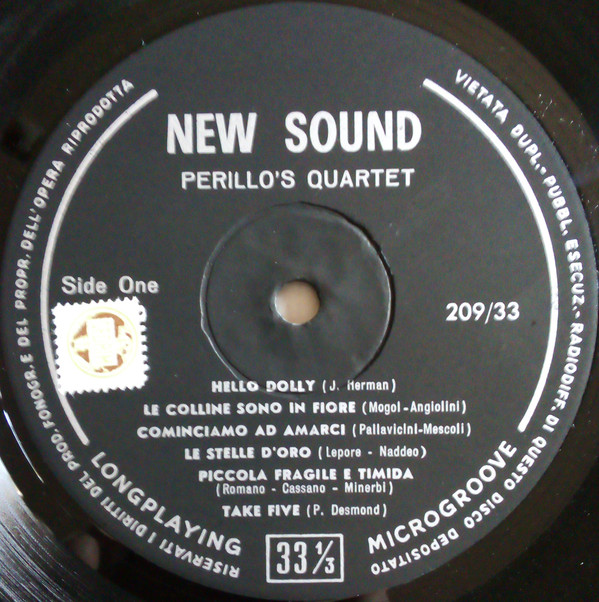 NEW SOUND
PERILLO'S QUARTET
Side One
209/33
HELLO DOLLY (J. Herman)
LE COLLINE SONO IN FIORE (Mogol-Angiolini)
COMINCIAMO AD AMARCI (Pallavicini-Mescoli)
LE STELLE D'ORO (Lepore - Naddeo)
PICCOLA FRAGILE E TIMIDA
(Romano - Cassano - Minerbi)
TAKE FIVE (P. Desmond)
LONGPLAYING
33 1/3
MICROGROOVE
RISERVATI I DIRITTI DEL PROD. FONOGR. E DEL PROPR. DELL'OPERA RIPRODOTTA
VIETATA DUPL.- PUBBL. ESECUZ.- RADIODIFF. DI QUESTO DISCO DEPOSITATO